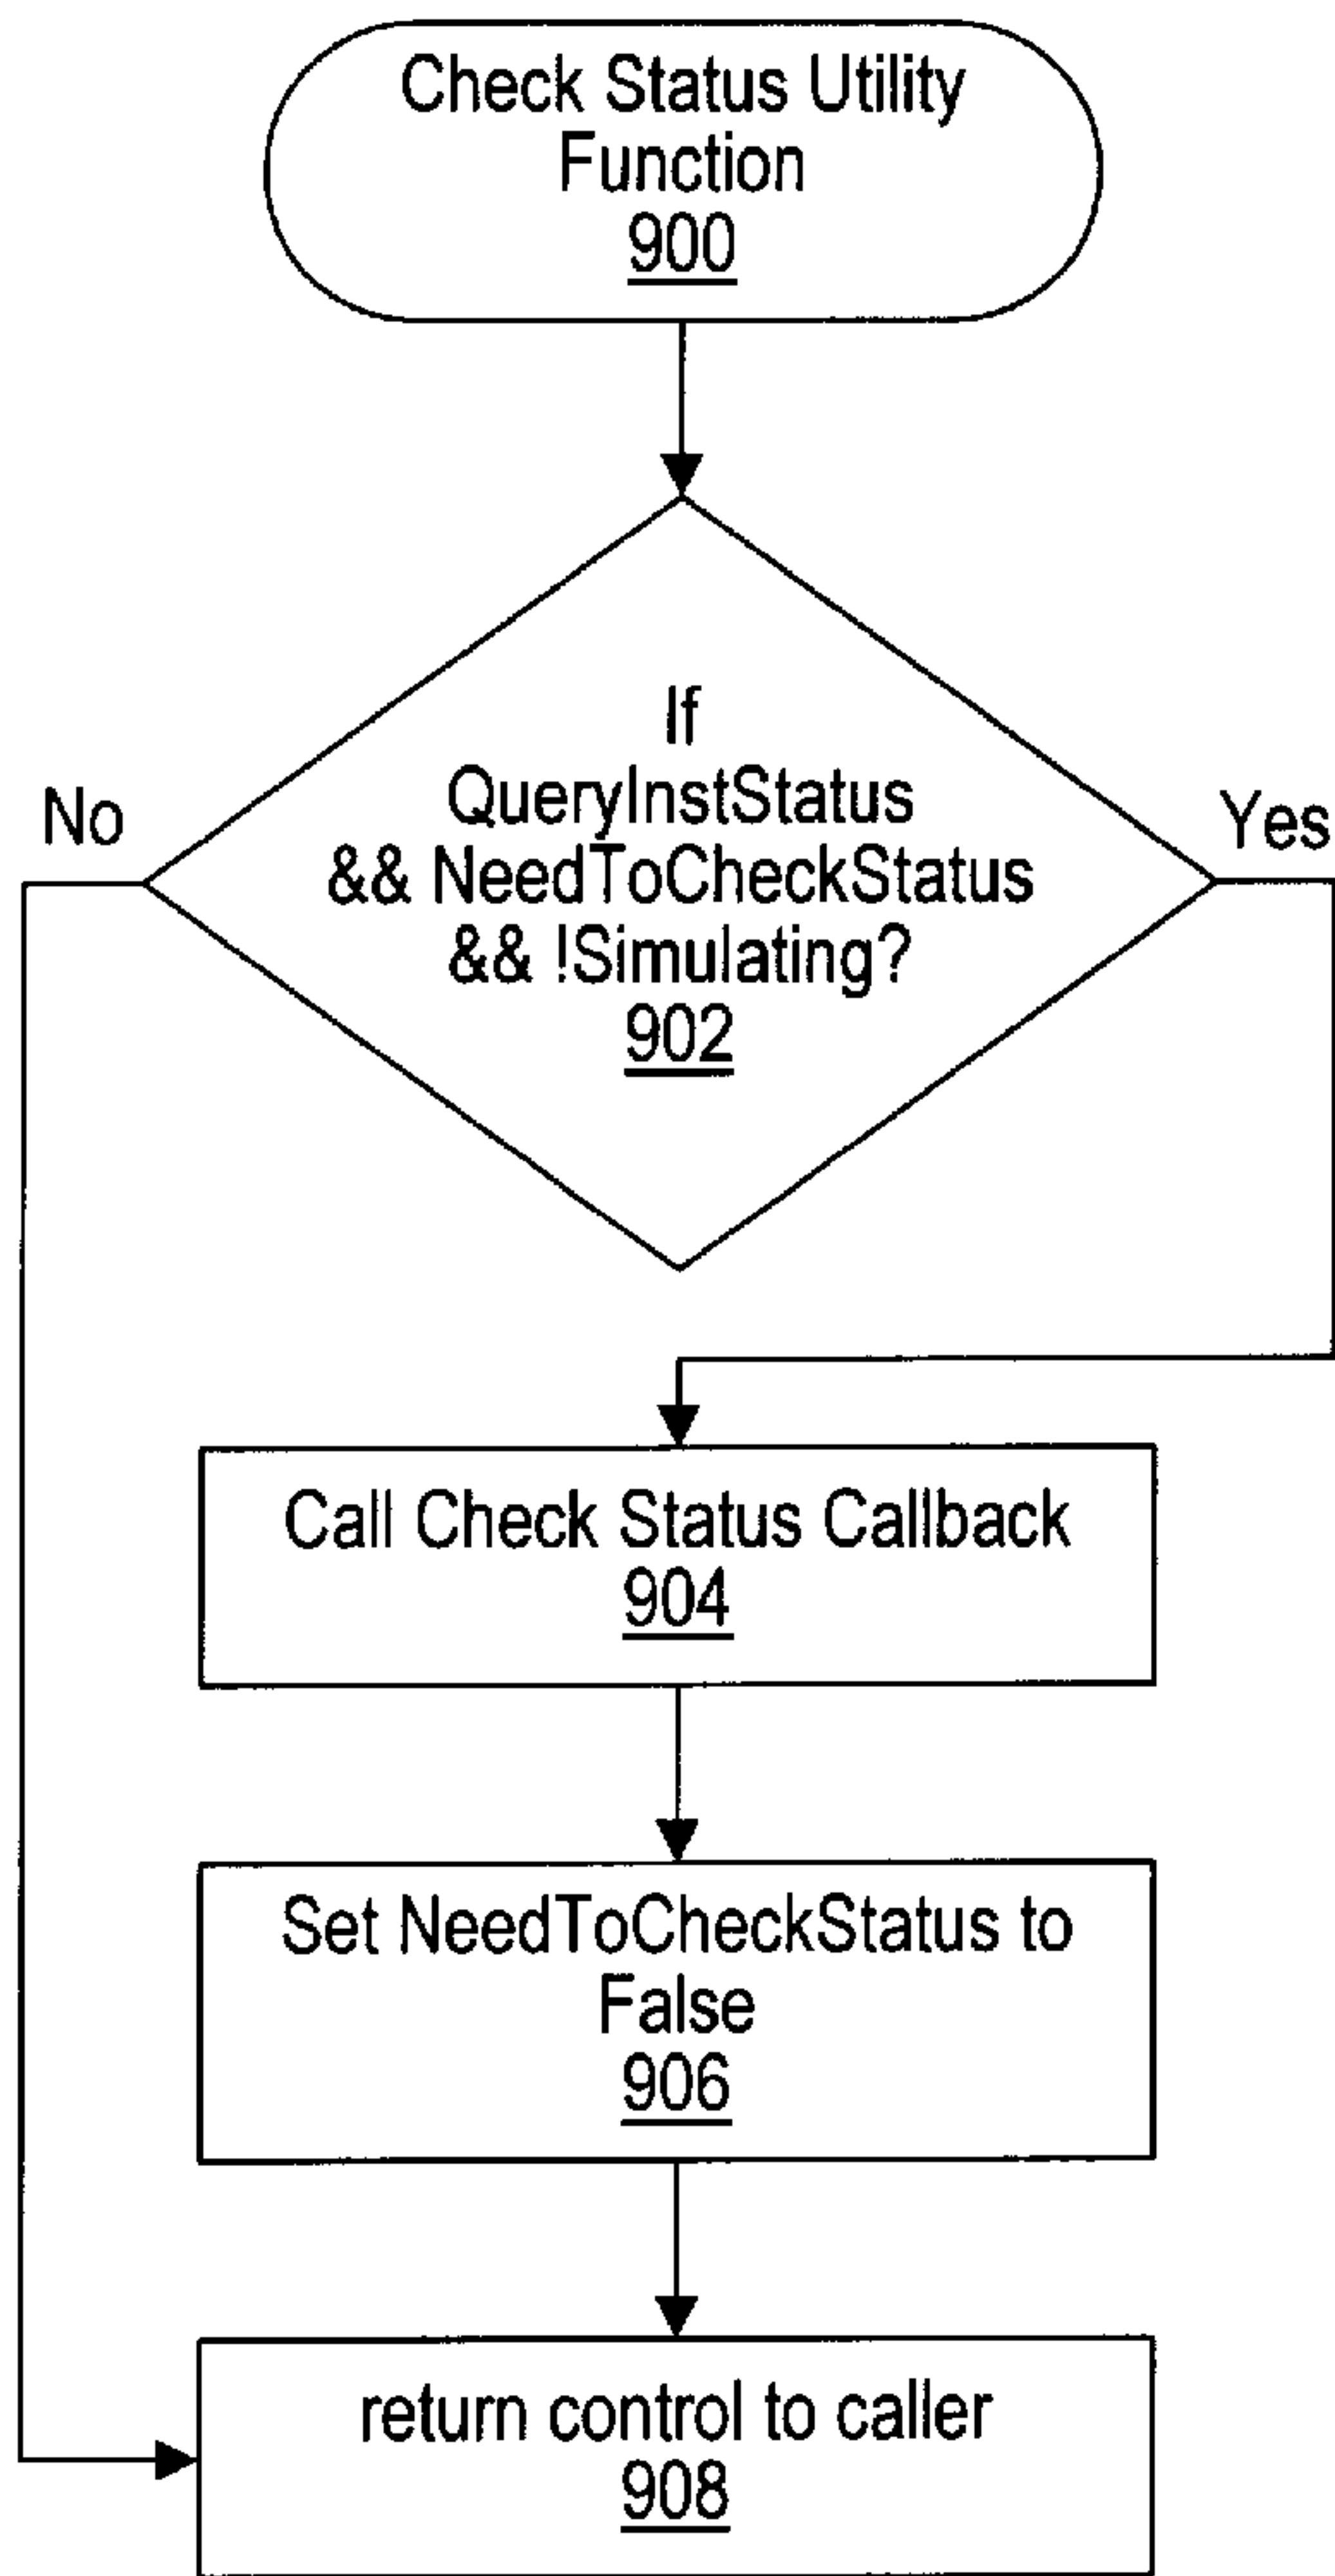 Check Status Utility
Function
900
If
QueryInstStatus
&& NeedToCheckStatus
&& !Simulating?
902
No
Yes
Call Check Status Callback
904
Set NeedToCheckStatus to
False
906
return control to caller
908